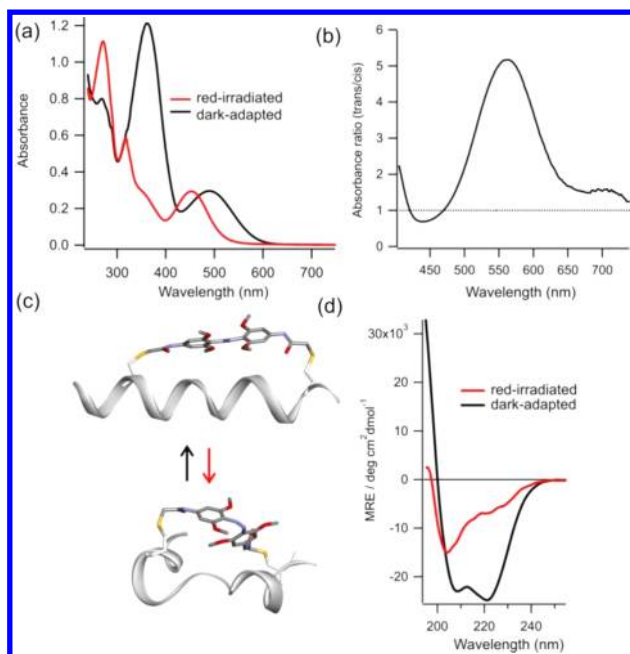 (a)
1.2
1.0
0.8
0.6
0.4
0.2
0.0
Absorbance
red-irradiated
dark-adapted
300 400 500 600 700
Wavelength (nm)
(b)
6
5
4
3
2
1
0
Absorbance ratio (trans/cis)
450 500 550 600 650 700
Wavelength (nm)
(c)
(d)
30x10³
20
10
0
-10
-20
MRE / deg cm² dmol⁻¹
red-irradiated
dark-adapted
200 220 240
Wavelength (nm)